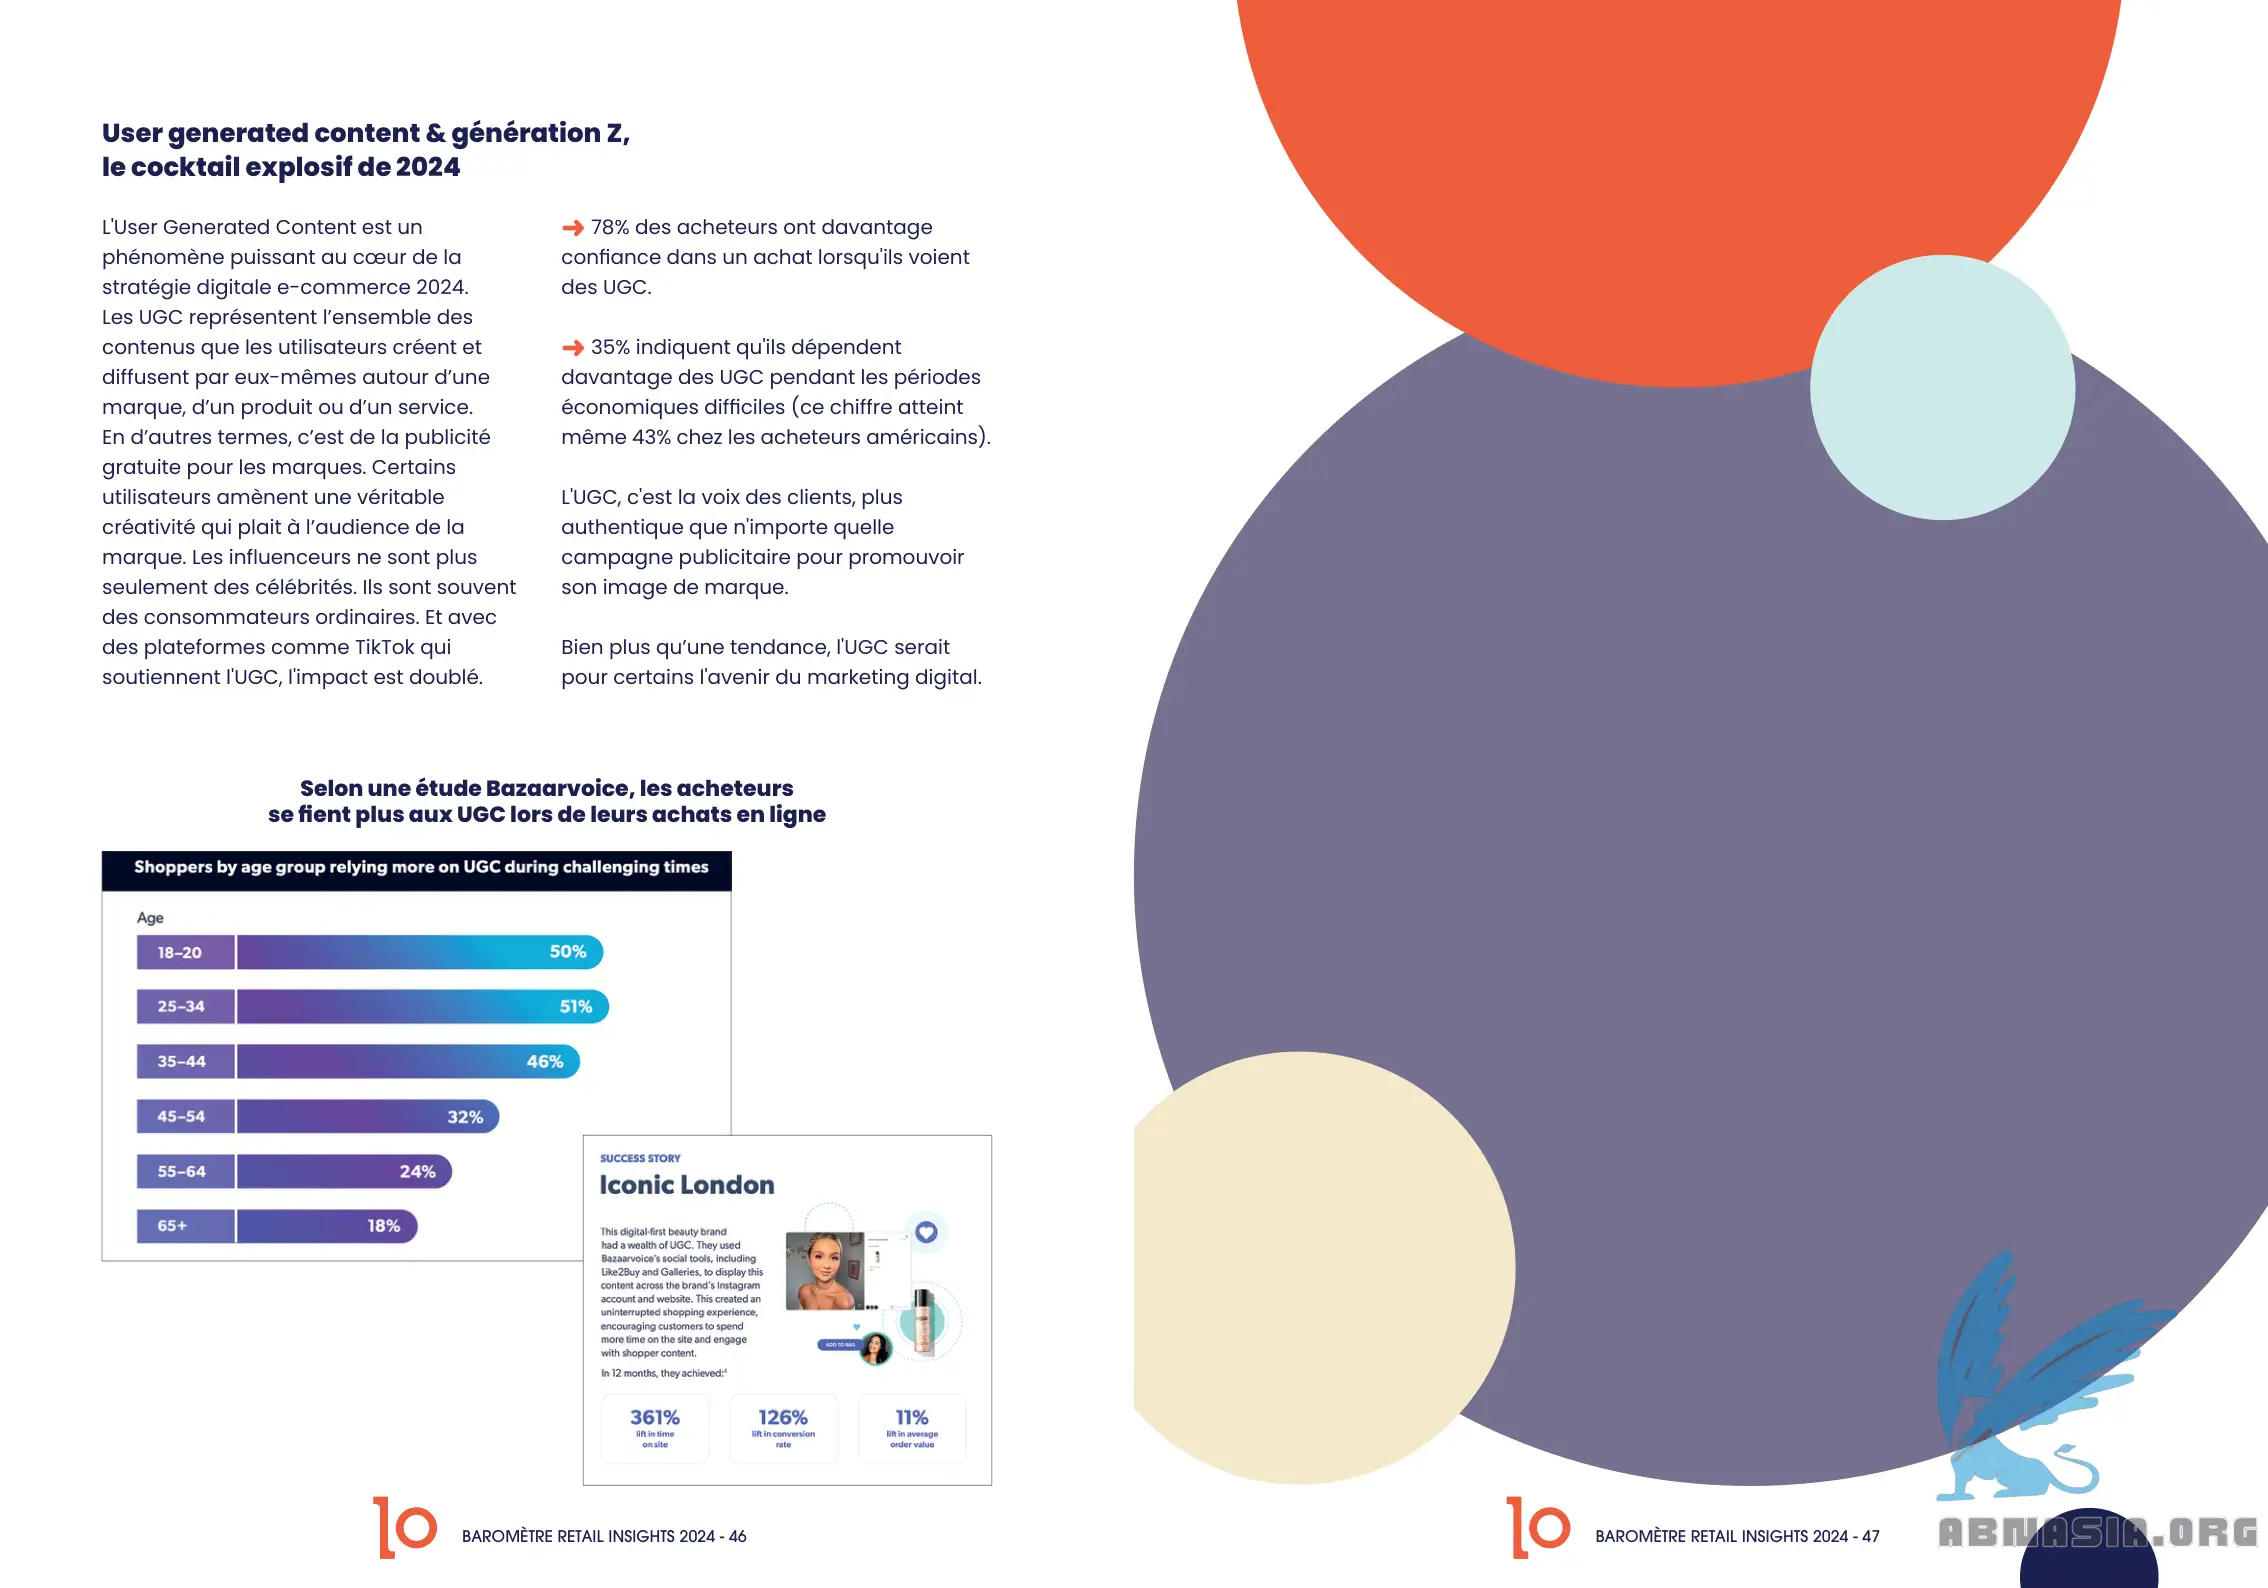 User generated content & génération Z,
le cocktail explosif de 2024
L'User Generated Content est un
phénomène puissant au cœur de la
stratégie digitale e-commerce 2024.
Les UGC représentent l’ensemble des
contenus que les utilisateurs créent et
diffusent par eux-mêmes autour d’une
marque, d’un produit ou d’un service.
En d’autres termes, c’est de la publicité
gratuite pour les marques. Certains
utilisateurs amènent une véritable
créativité qui plait à l’audience de la
marque. Les influenceurs ne sont plus
seulement des célébrités. Ils sont souvent
des consommateurs ordinaires. Et avec
des plateformes comme TikTok qui
soutiennent l'UGC, l'impact est doublé.
➜ 78% des acheteurs ont davantage
confiance dans un achat lorsqu'ils voient
des UGC.
➜ 35% indiquent qu'ils dépendent
davantage des UGC pendant les périodes
économiques difficiles (ce chiffre atteint
même 43% chez les acheteurs américains).
L'UGC, c'est la voix des clients, plus
authentique que n'importe quelle
campagne publicitaire pour promouvoir
son image de marque.
Bien plus qu’une tendance, l'UGC serait
pour certains l'avenir du marketing digital.
Selon une étude Bazaarvoice, les acheteurs
se fient plus aux UGC lors de leurs achats en ligne
Shoppers by age group relying more on UGC during challenging times
Age
18–20 50%
25–34 51%
35–44 46%
45–54 32%
55–64 24%
65+ 18%
SUCCESS STORY
Iconic London
This digital-first beauty brand
had a wealth of UGC. They used
Bazaarvoice's social tools, including
Like2Buy and Galleries, to display this
content across the brand's Instagram
account and website. This created an
uninterrupted shopping experience,
encouraging customers to spend
more time on the site and engage
with shopper content.
In 12 months, they achieved:⁴
ADD TO BAG
361%
lift in time
on site
126%
lift in conversion
rate
11%
lift in average
order value
10 BAROMÈTRE RETAIL INSIGHTS 2024 - 46
10 BAROMÈTRE RETAIL INSIGHTS 2024 - 47
ABNASIA.ORG